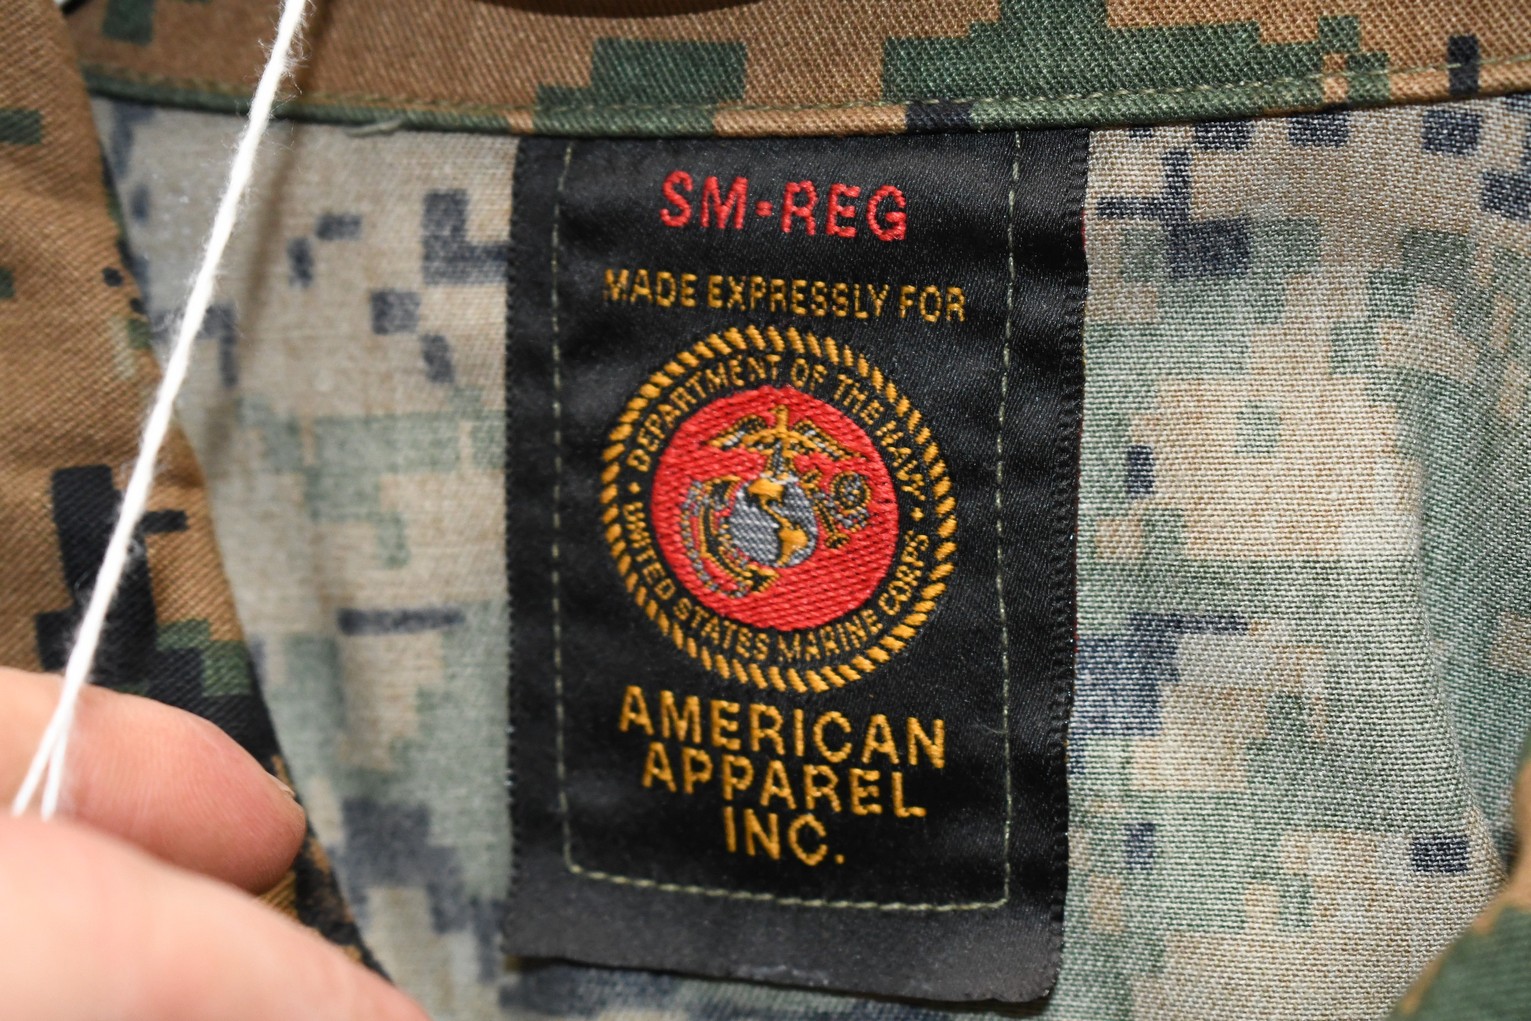 SM-REG
MADE EXPRESSLY FOR
DEPARTMENT OF THE NAVY
• UNITED STATES MARINE CORPS •
AMERICAN
APPAREL
INC.